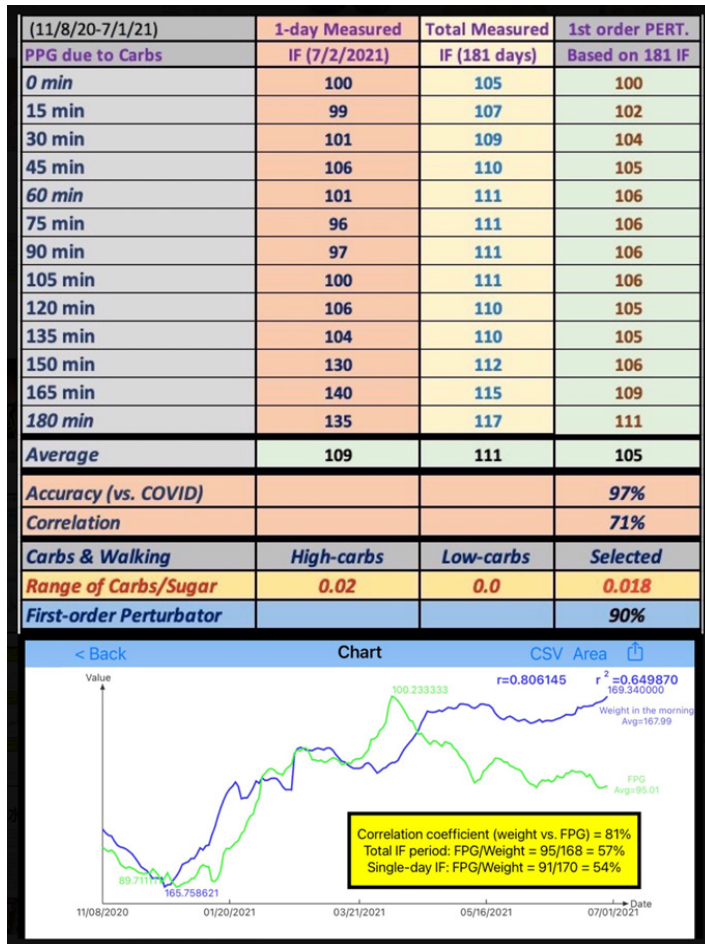 (11/8/20-7/1/21) 1-day Measured Total Measured 1st order PERT.
PPG due to Carbs IF (7/2/2021) IF (181 days) Based on 181 IF
0 min 100 105 100
15 min 99 107 102
30 min 101 109 104
45 min 106 110 105
60 min 101 111 106
75 min 96 111 106
90 min 97 111 106
105 min 100 111 106
120 min 106 110 105
135 min 104 110 105
150 min 130 112 106
165 min 140 115 109
180 min 135 117 111
Average 109 111 105
Accuracy (vs. COVID) 97%
Correlation 71%
Carbs & Walking High-carbs Low-carbs Selected
Range of Carbs/Sugar 0.02 0.0 0.018
First-order Perturbator 90%
< Back Chart CSV Area
Value
r=0.806145 r²=0.649870
100.233333 169.340000
Weight in the morning
Avg=167.99
FPG
Avg=95.01
Correlation coefficient (weight vs. FPG) = 81%
Total IF period: FPG/Weight = 95/168 = 57%
Single-day IF: FPG/Weight = 91/170 = 54%
165.758621
Date
11/08/2020 01/20/2021 03/21/2021 05/16/2021 07/01/2021